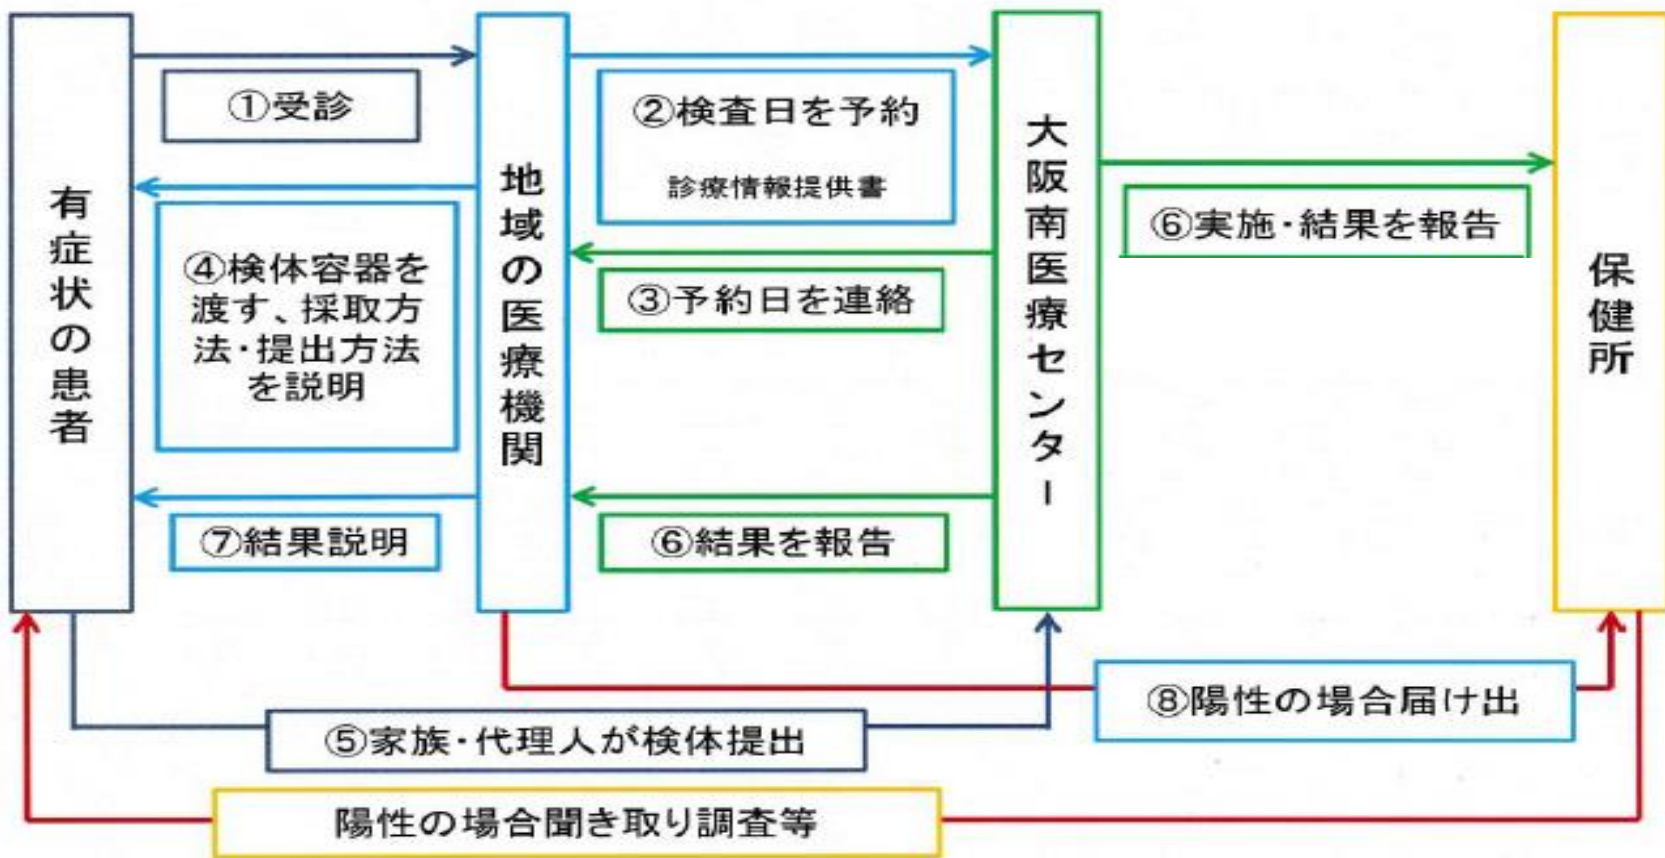 有症状の患者
①受診
④検体容器を
渡す、採取方
法・提出方法
を説明
⑦結果説明
地域の医療機関
②検査日を予約
診療情報提供書
③予約日を連絡
⑥結果を報告
大阪南医療センター
⑥実施・結果を報告
保健所
⑧陽性の場合届け出
⑤家族・代理人が検体提出
陽性の場合聞き取り調査等